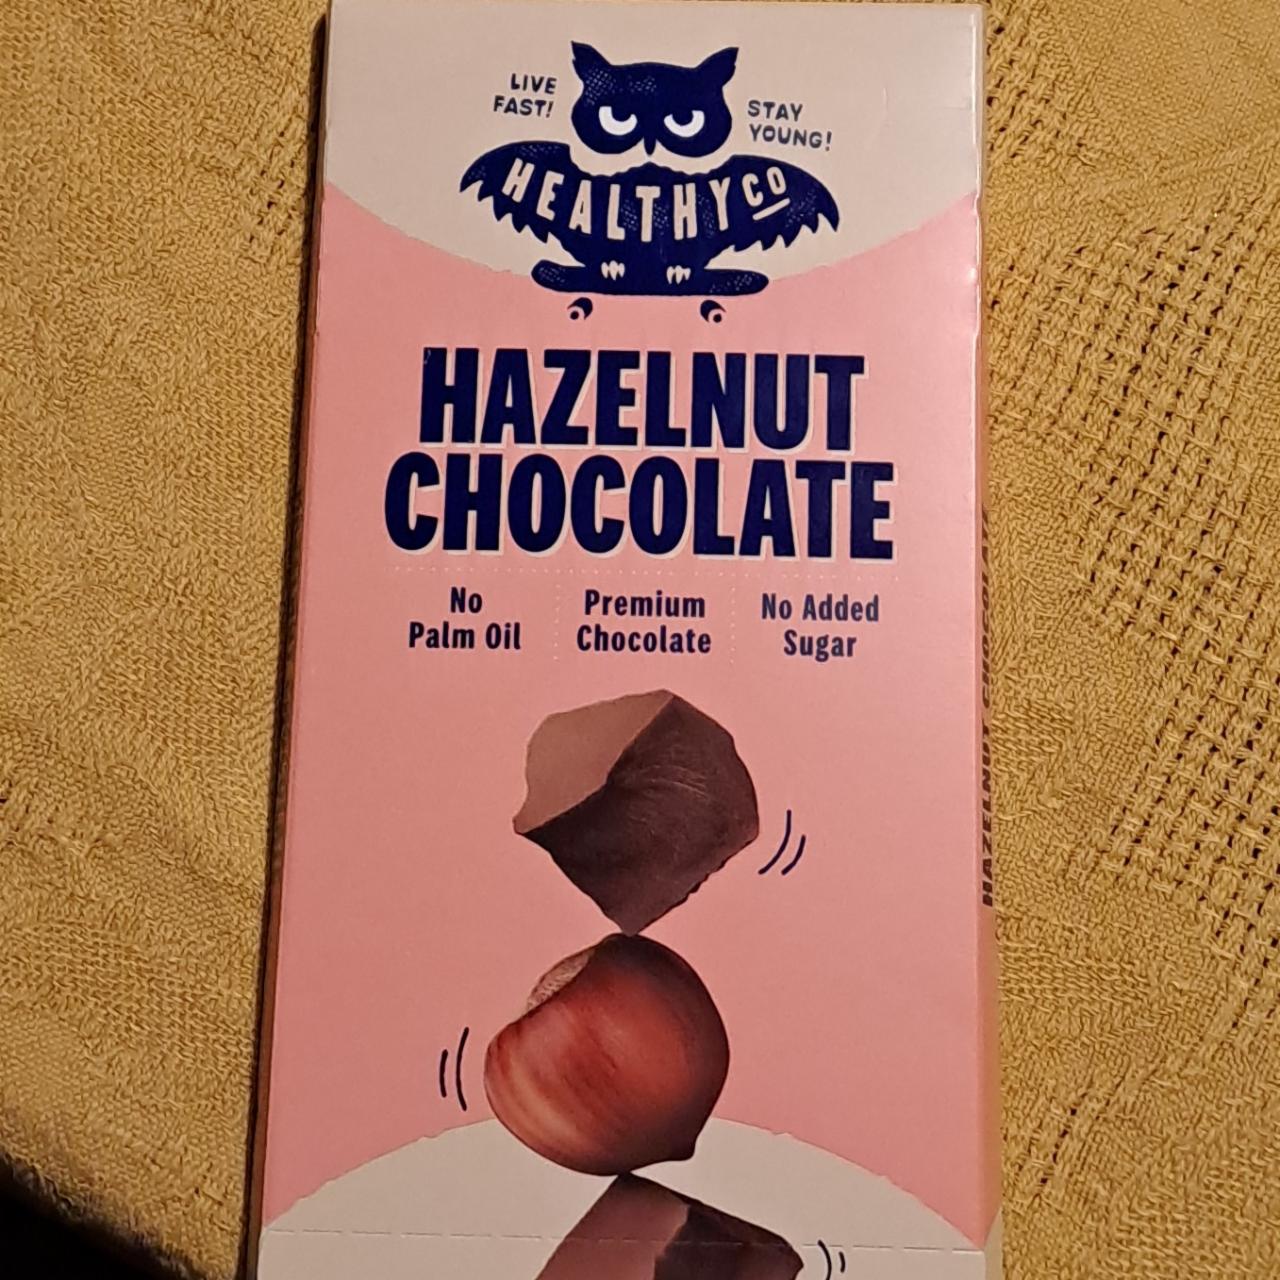 LIVE
FAST!
STAY
YOUNG!
HEALTHYCO
HAZELNUT
CHOCOLATE
No
Palm Oil
Premium
Chocolate
No Added
Sugar
HAZELNUT CHOCOLATE